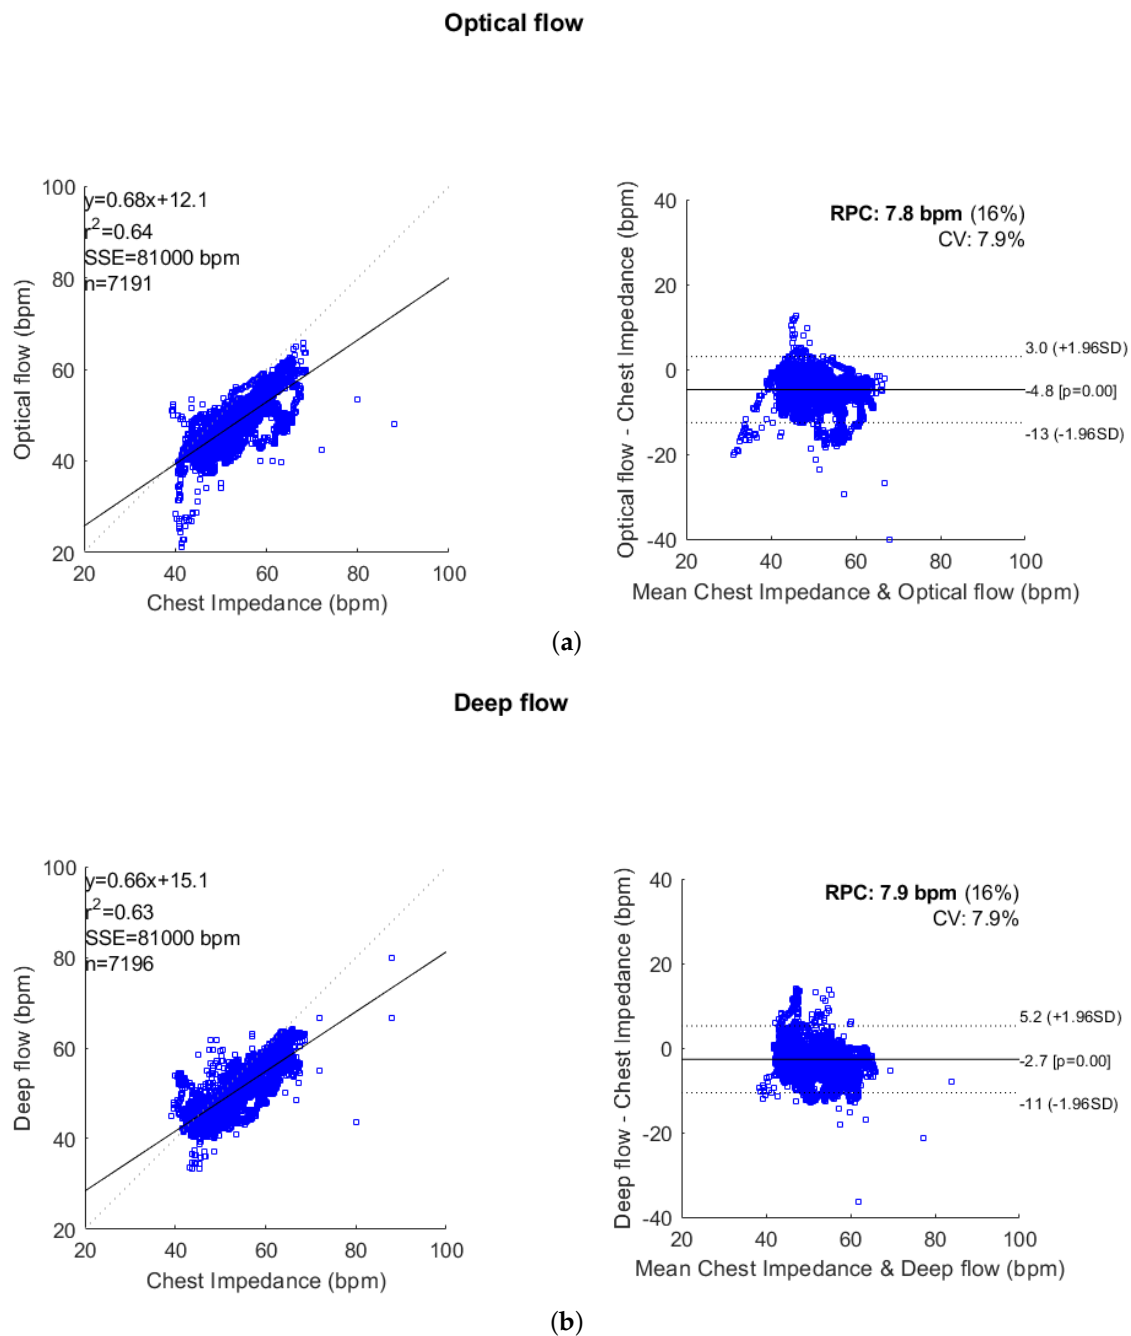 Optical flow
y=0.68x+12.1
r2=0.64
SSE=81000 bpm
n=7191
100
80
60
40
20
20 40 60 80 100
Optical flow (bpm)
Chest Impedance (bpm)
RPC: 7.8 bpm (16%)
CV: 7.9%
40
20
0
-20
-40
3.0 (+1.96SD)
-4.8 [p=0.00]
-13 (-1.96SD)
20 40 60 80 100
Optical flow - Chest Impedance (bpm)
Mean Chest Impedance & Optical flow (bpm)
(a)
Deep flow
y=0.66x+15.1
r2=0.63
SSE=81000 bpm
n=7196
100
80
60
40
20
20 40 60 80 100
Deep flow (bpm)
Chest Impedance (bpm)
RPC: 7.9 bpm (16%)
CV: 7.9%
40
20
0
-20
-40
5.2 (+1.96SD)
-2.7 [p=0.00]
-11 (-1.96SD)
20 40 60 80 100
Deep flow - Chest Impedance (bpm)
Mean Chest Impedance & Deep flow (bpm)
(b)